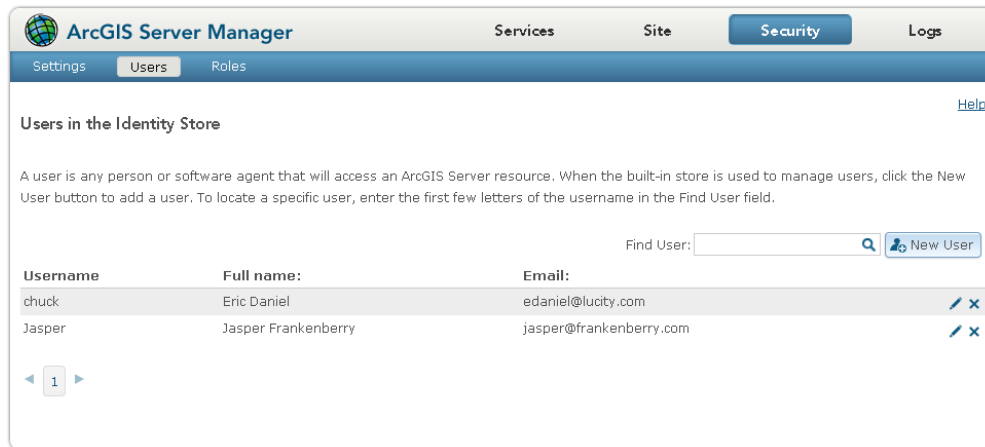 ArcGIS Server Manager Services Site Security Logs
Settings Users Roles
Help
Users in the Identity Store
A user is any person or software agent that will access an ArcGIS Server resource. When the built-in store is used to manage users, click the New
User button to add a user. To locate a specific user, enter the first few letters of the username in the Find User field.
Find User: New User
Username Full name: Email:
chuck Eric Daniel edaniel@lucity.com
Jasper Jasper Frankenberry jasper@frankenberry.com
1